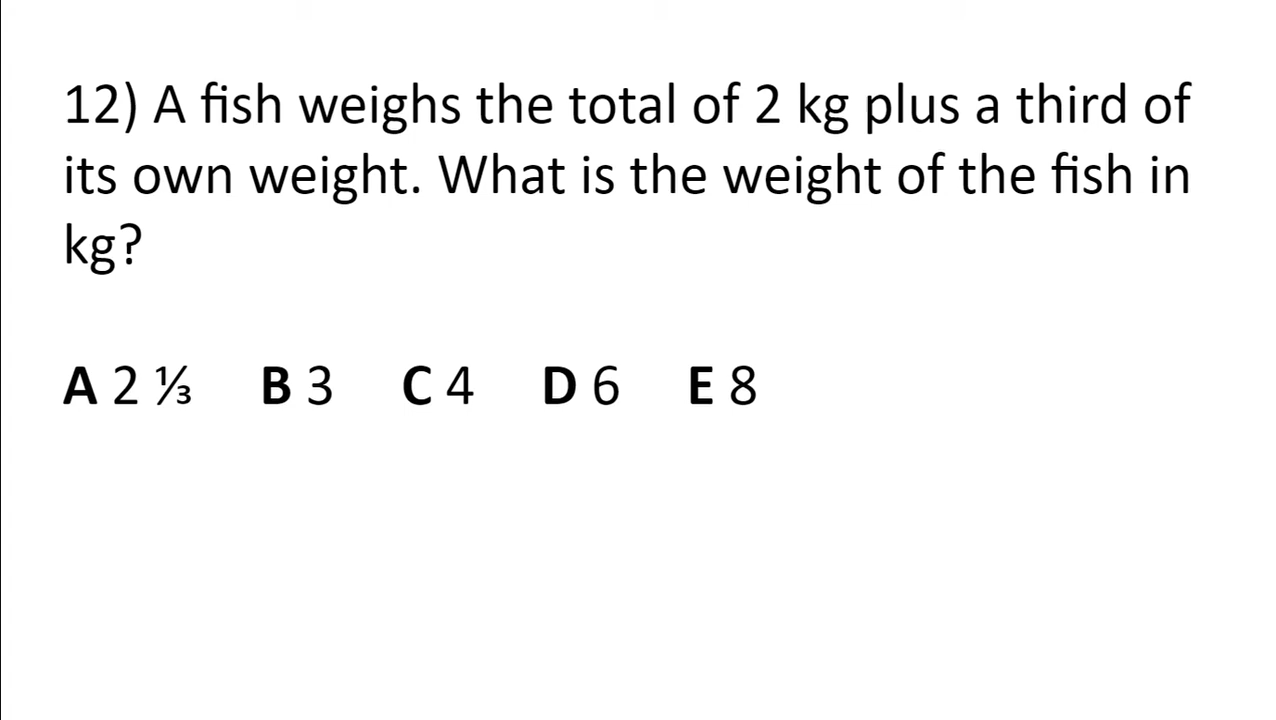 12) A fish weighs the total of 2 kg plus a third of
its own weight. What is the weight of the fish in
kg?
A 2 ⅓ B 3 C 4 D 6 E 8